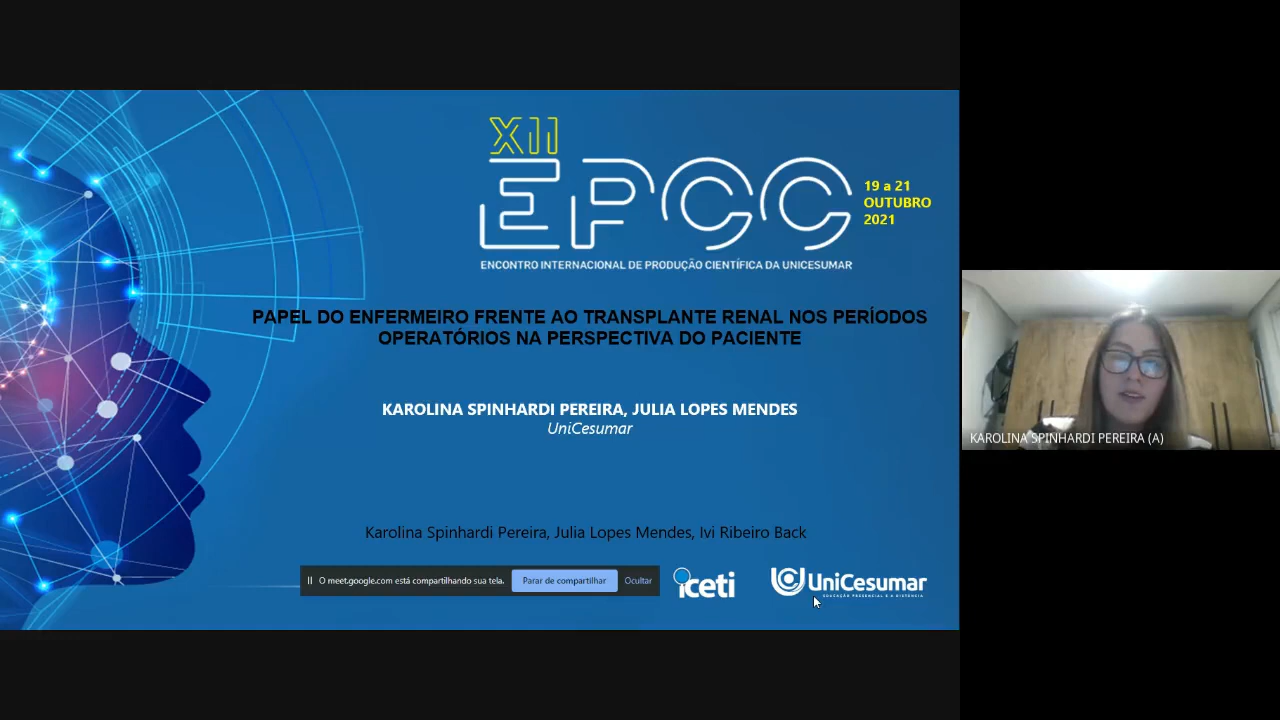 XII
EPCC
19 a 21
OUTUBRO
2021
ENCONTRO INTERNACIONAL DE PRODUÇÃO CIENTÍFICA DA UNICESUMAR
PAPEL DO ENFERMEIRO FRENTE AO TRANSPLANTE RENAL NOS PERÍODOS
OPERATÓRIOS NA PERSPECTIVA DO PACIENTE
KAROLINA SPINHARDI PEREIRA, JULIA LOPES MENDES
UniCesumar
KAROLINA SPINHARDI PEREIRA (A)
Karolina Spinhardi Pereira, Julia Lopes Mendes, Ivi Ribeiro Back
O meet.google.com está compartilhando sua tela. Parar de compartilhar Ocultar
iceti
UniCesumar
EDUCAÇÃO PRESENCIAL E A DISTÂNCIA